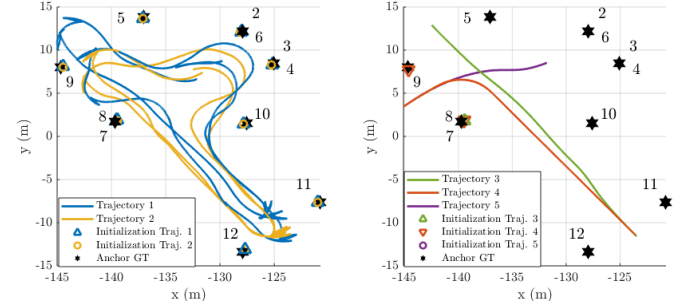 15
10
5
0
-5
-10
-15
y (m)
-145
-140
-135
-130
-125
x (m)
5
2
6
3
4
9
8
7
10
11
12
Trajectory 1
Trajectory 2
Initialization Traj. 1
Initialization Traj. 2
Anchor GT
15
10
5
0
-5
-10
-15
y (m)
-145
-140
-135
-130
-125
x (m)
5
2
6
3
4
9
8
7
10
11
12
Trajectory 3
Trajectory 4
Trajectory 5
Initialization Traj. 3
Initialization Traj. 4
Initialization Traj. 5
Anchor GT